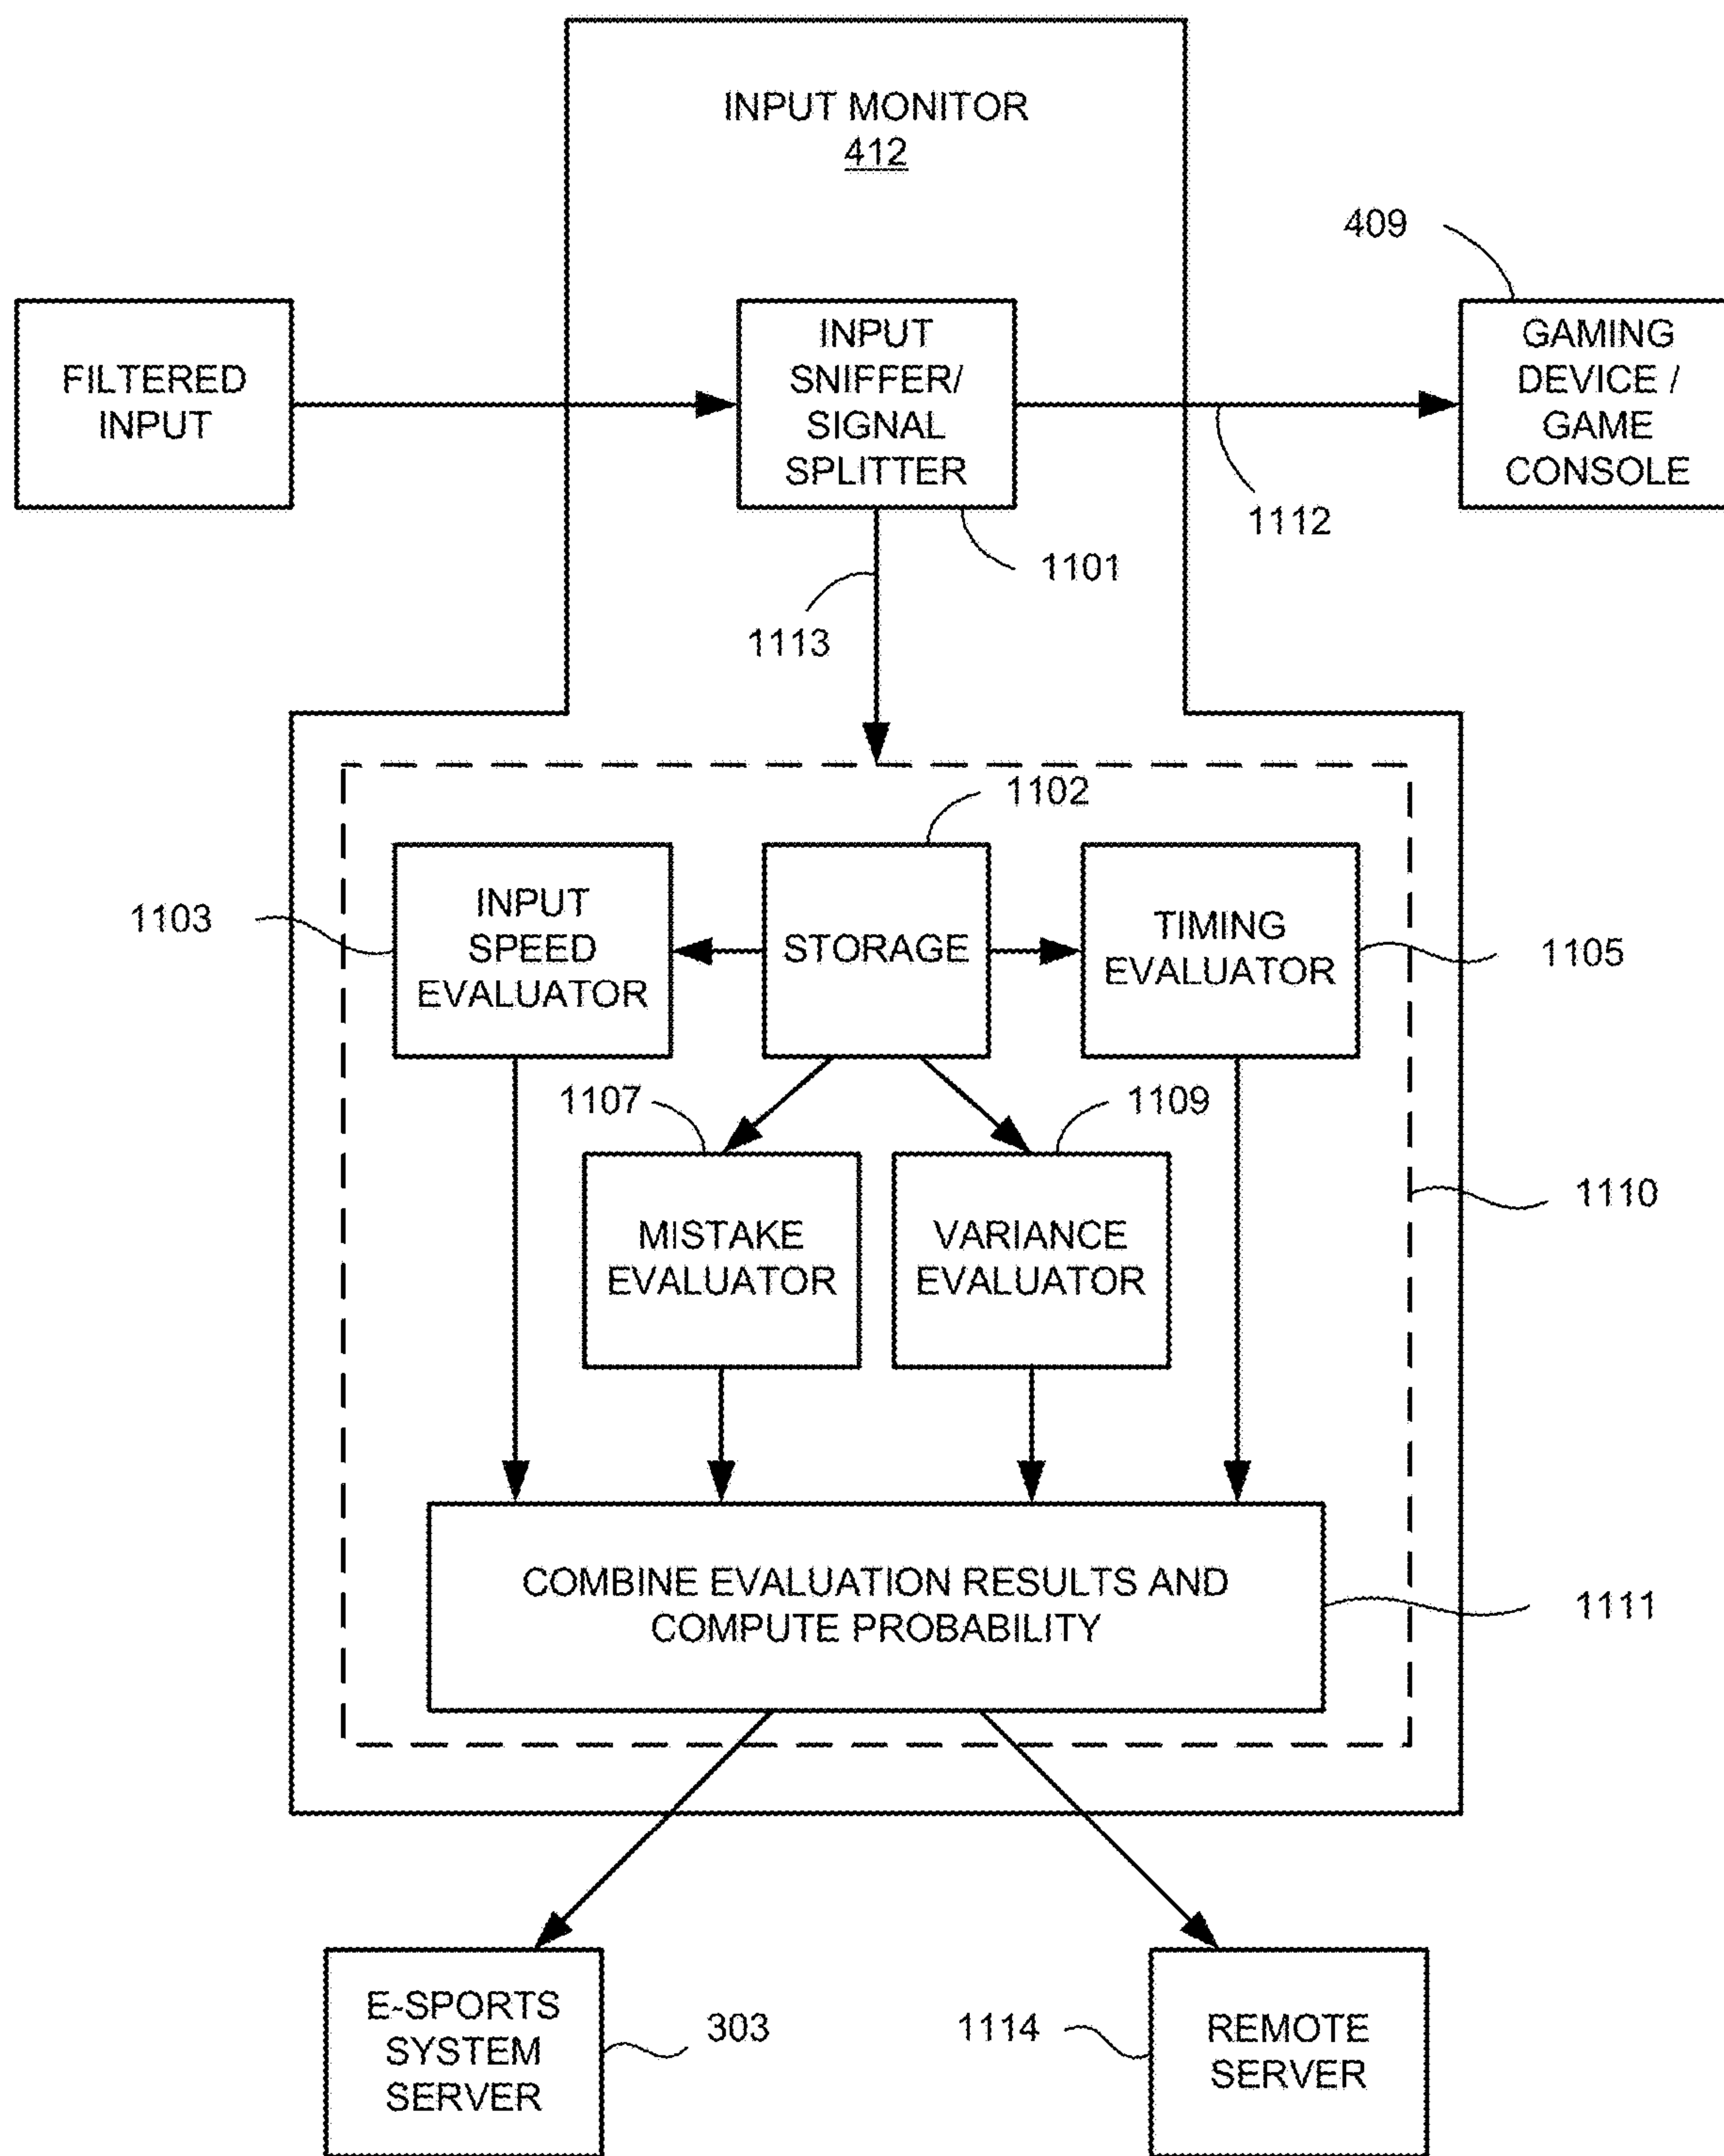 INPUT MONITOR
412
409
FILTERED
INPUT
INPUT
SNIFFER/
SIGNAL
SPLITTER
GAMING
DEVICE /
GAME
CONSOLE
1112
1101
1113
1102
1103
INPUT
SPEED
EVALUATOR
STORAGE
TIMING
EVALUATOR
1105
1107
1109
1110
MISTAKE
EVALUATOR
VARIANCE
EVALUATOR
COMBINE EVALUATION RESULTS AND
COMPUTE PROBABILITY
1111
E-SPORTS
SYSTEM
SERVER
303
1114
REMOTE
SERVER